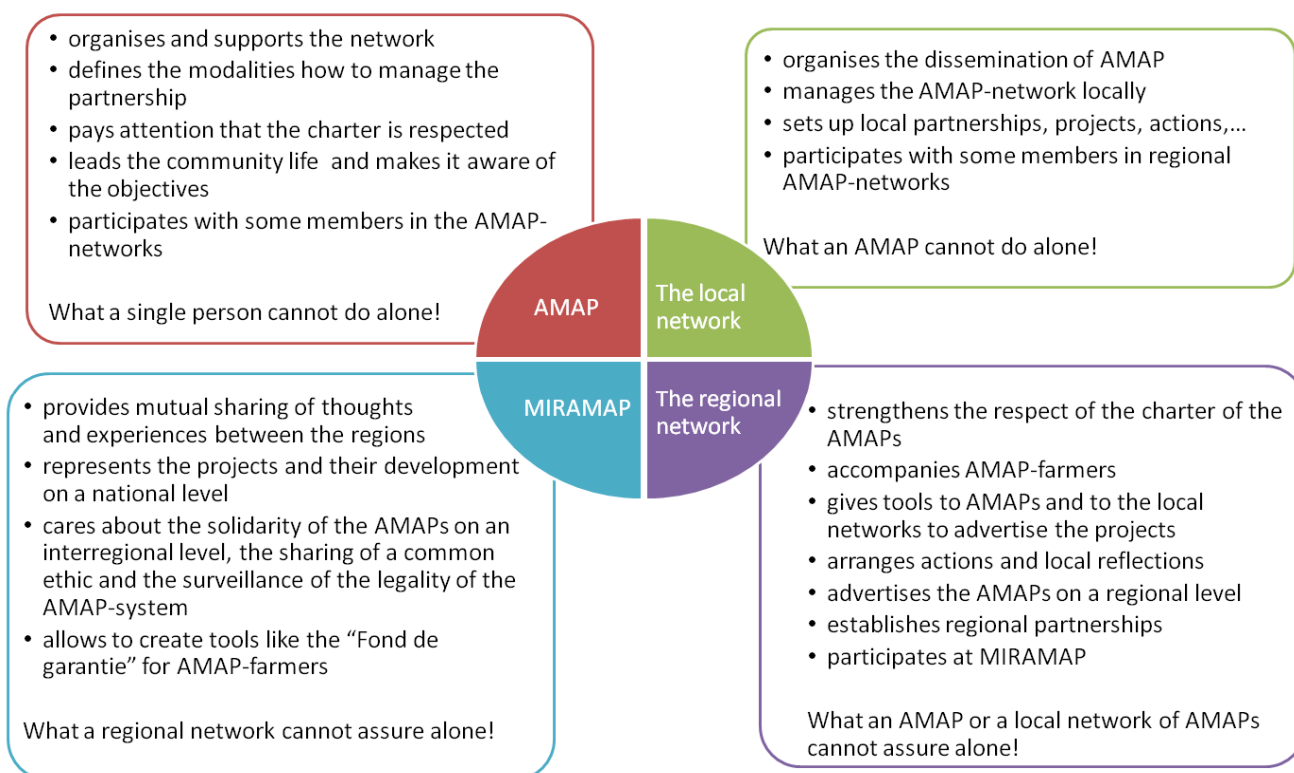 • organises and supports the network
• defines the modalities how to manage the
partnership
• pays attention that the charter is respected
• leads the community life and makes it aware of
the objectives
• participates with some members in the AMAP-
networks
What a single person cannot do alone!
• organises the dissemination of AMAP
• manages the AMAP-network locally
• sets up local partnerships, projects, actions,...
• participates with some members in regional
AMAP-networks
What an AMAP cannot do alone!
AMAP
The local
network
MIRAMAP
The regional
network
• provides mutual sharing of thoughts
and experiences between the regions
• represents the projects and their development
on a national level
• cares about the solidarity of the AMAPs on an
interregional level, the sharing of a common
ethic and the surveillance of the legality of the
AMAP-system
• allows to create tools like the “Fond de
garantie” for AMAP-farmers
What a regional network cannot assure alone!
• strengthens the respect of the charter of the
AMAPs
• accompanies AMAP-farmers
• gives tools to AMAPs and to the local
networks to advertise the projects
• arranges actions and local reflections
• advertises the AMAPs on a regional level
• establishes regional partnerships
• participates at MIRAMAP
What an AMAP or a local network of AMAPs
cannot assure alone!